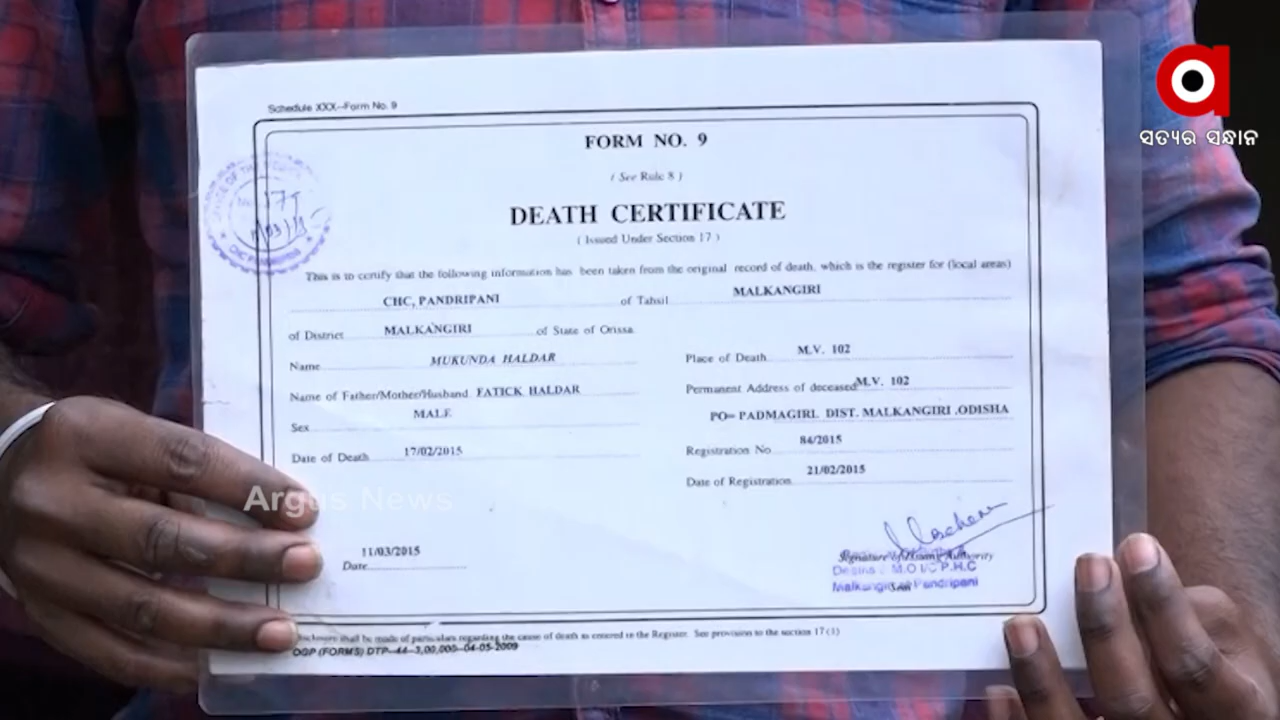 ସତ୍ୟର ସନ୍ଧାନ
Schedule XXX--Form No. 9
FORM NO. 9
( See Rule 8 )
DEATH CERTIFICATE
( Issued Under Section 17 )
This is to certify that the following information has been taken from the original record of death, which is the register for (local areas)
CHC, PANDRIPANI of Tahsil MALKANGIRI
of District MALKANGIRI of State of Orissa
Name MUKUNDA HALDAR
Place of Death M.V. 102
Name of Father/Mother/Husband FATICK HALDAR
Permanent Address of deceased M.V. 102
Sex MALE
PO= PADMAGIRI. DIST. MALKANGIRI .ODISHA
Date of Death 17/02/2015
Registration No 84/2015
Date of Registration 21/02/2015
Argus News
Date 11/03/2015
Signature of Issuing Authority
Desins : M.O I/C P.H.C
Malkangiri at Pandripani
Seal
disclosure shall be made of particulars regarding the cause of death as entered in the Register. See provision to the section 17 (1)
OGP (FORMS) DTP--44--3,00,000--04-05-2009